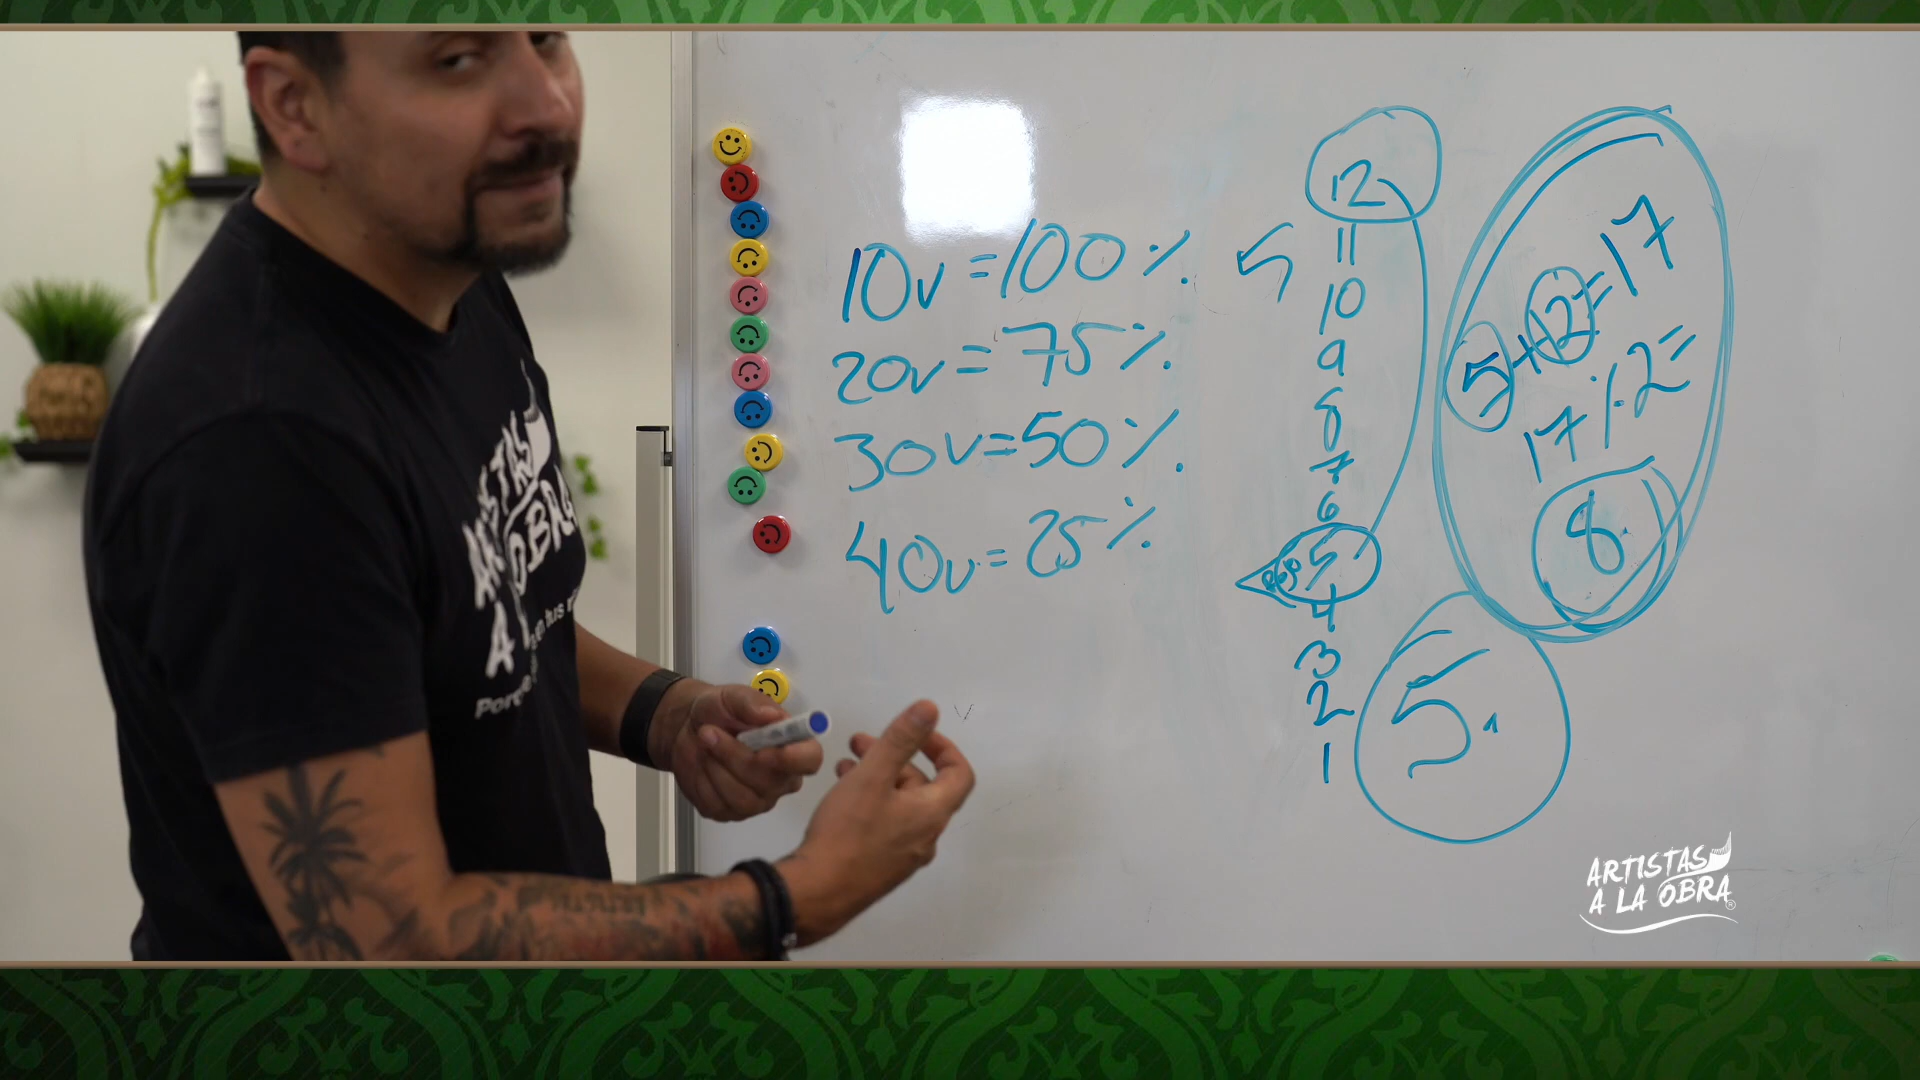 10v = 100%
20v = 75%
30v = 50%
40v = 25%
5
12
11
10
9
8
7
6
5
4
3
2
1
5 + 12 = 17
17 ÷ 2 =
8.
5.
ARTISTAS
A LA OBRA
ARTISTAS
A LA OBRA®